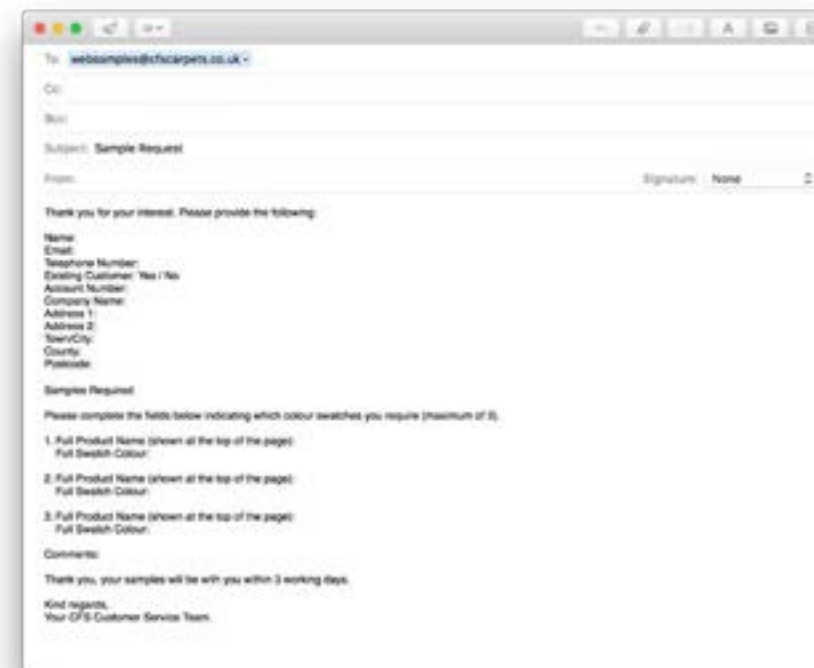 To: websamples@cfscarpets.co.uk
Cc:
Bcc:
Subject: Sample Request
From:
Signature: None
Thank you for your interest. Please provide the following:
Name:
Email:
Telephone Number:
Existing Customer: Yes / No
Account Number:
Company Name:
Address 1:
Address 2:
Town/City:
County:
Postcode:
Samples Required
Please complete the fields below indicating which colour swatches you require (maximum of 3).
1. Full Product Name (shown at the top of the page):
Full Swatch Colour:
2. Full Product Name (shown at the top of the page):
Full Swatch Colour:
3. Full Product Name (shown at the top of the page):
Full Swatch Colour:
Comments:
Thank you, your samples will be with you within 3 working days.
Kind regards,
Your CFS Customer Service Team.